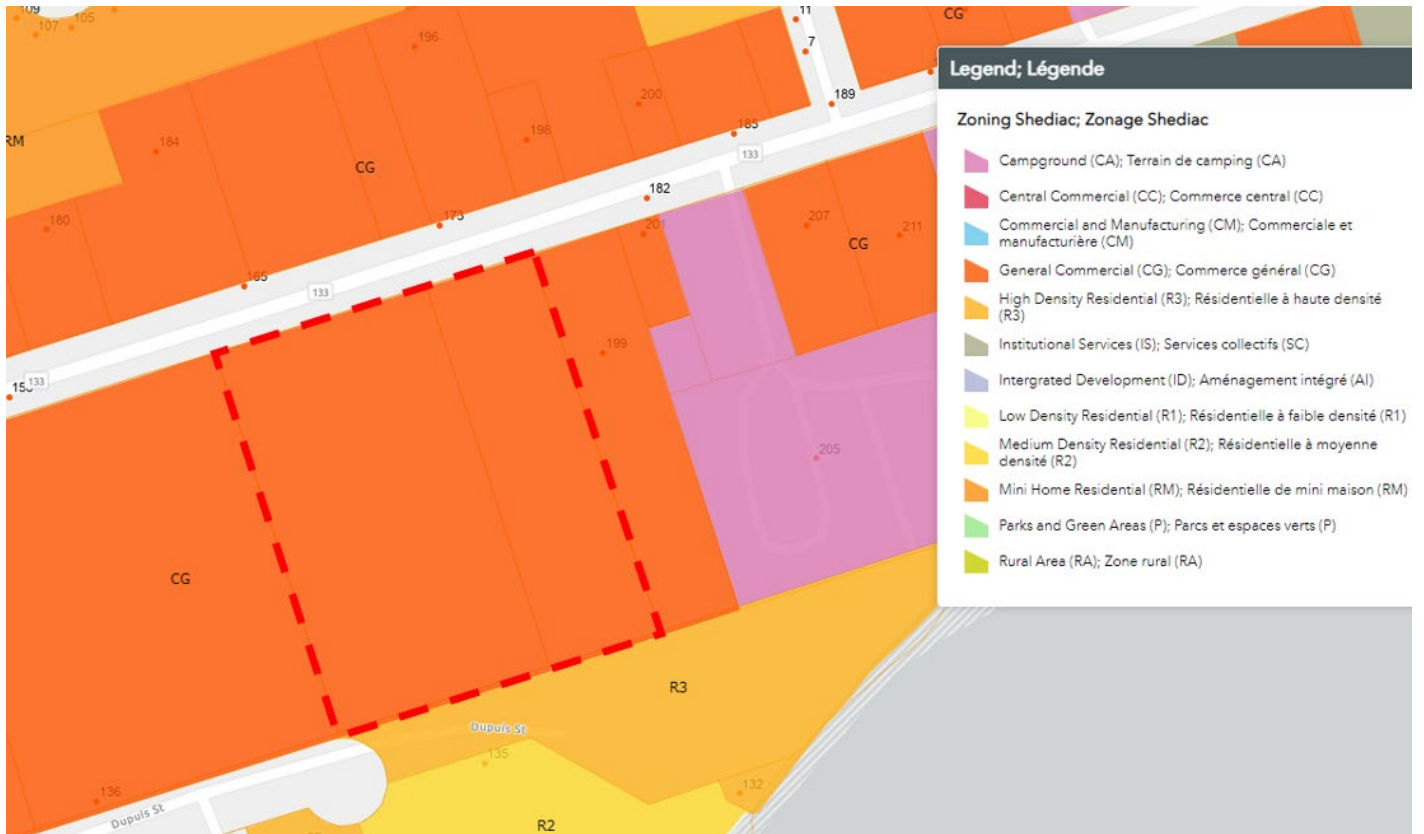 109
107
105
196
11
7
CG
200
189
198
185
133
184
RM
CG
182
180
173
201
207
211
CG
165
133
199
133
205
CG
R3
Dupuis St
135
132
136
Dupuis St
R2
Legend; Légende
Zoning Shediac; Zonage Shediac
Campground (CA); Terrain de camping (CA)
Central Commercial (CC); Commerce central (CC)
Commercial and Manufacturing (CM); Commerciale et
manufacturière (CM)
General Commercial (CG); Commerce général (CG)
High Density Residential (R3); Résidentielle à haute densité
(R3)
Institutional Services (IS); Services collectifs (SC)
Intergrated Development (ID); Aménagement intégré (AI)
Low Density Residential (R1); Résidentielle à faible densité (R1)
Medium Density Residential (R2); Résidentielle à moyenne
densité (R2)
Mini Home Residential (RM); Résidentielle de mini maison (RM)
Parks and Green Areas (P); Parcs et espaces verts (P)
Rural Area (RA); Zone rural (RA)